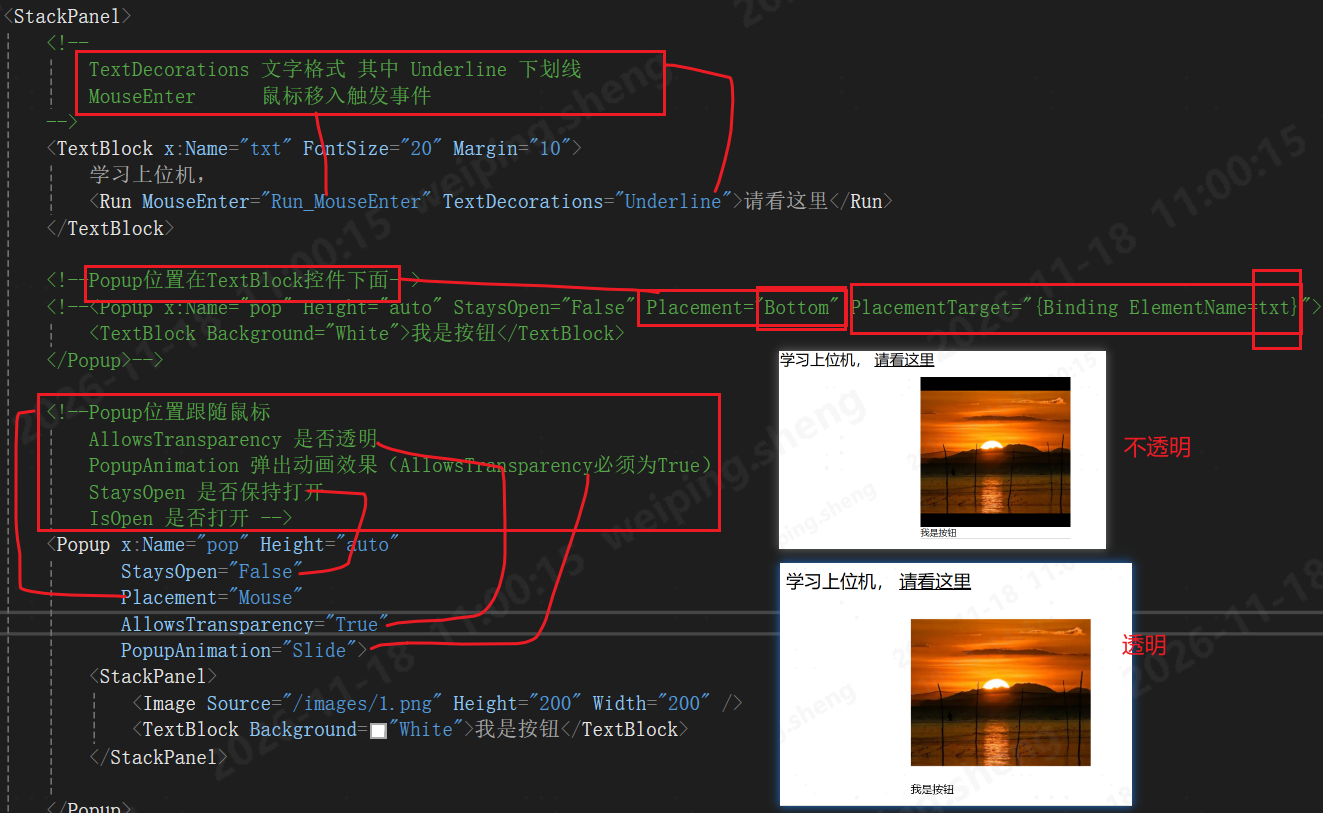 <StackPanel>
<!--
TextDecorations 文字格式 其中 Underline 下划线
MouseEnter 鼠标移入触发事件
-->
<TextBlock x:Name="txt" FontSize="20" Margin="10">
学习上位机，
<Run MouseEnter="Run_MouseEnter" TextDecorations="Underline">请看这里</Run>
</TextBlock>
<!--Popup位置在TextBlock控件下面-->
<!--<Popup x:Name="pop" Height="auto" StaysOpen="False" Placement="Bottom" PlacementTarget="{Binding ElementName=txt}">
<TextBlock Background="White">我是按钮</TextBlock>
</Popup>-->
<!--Popup位置跟随鼠标
AllowsTransparency 是否透明
PopupAnimation 弹出动画效果（AllowsTransparency必须为True）
StaysOpen 是否保持打开
IsOpen 是否打开 -->
<Popup x:Name="pop" Height="auto"
StaysOpen="False"
Placement="Mouse"
AllowsTransparency="True"
PopupAnimation="Slide">
<StackPanel>
<Image Source="/images/1.png" Height="200" Width="200" />
<TextBlock Background="White">我是按钮</TextBlock>
</StackPanel>
</Popup>
学习上位机， 请看这里
我是按钮
不透明
学习上位机， 请看这里
我是按钮
透明
weiping.sheng
2026-11-18 11:00:15